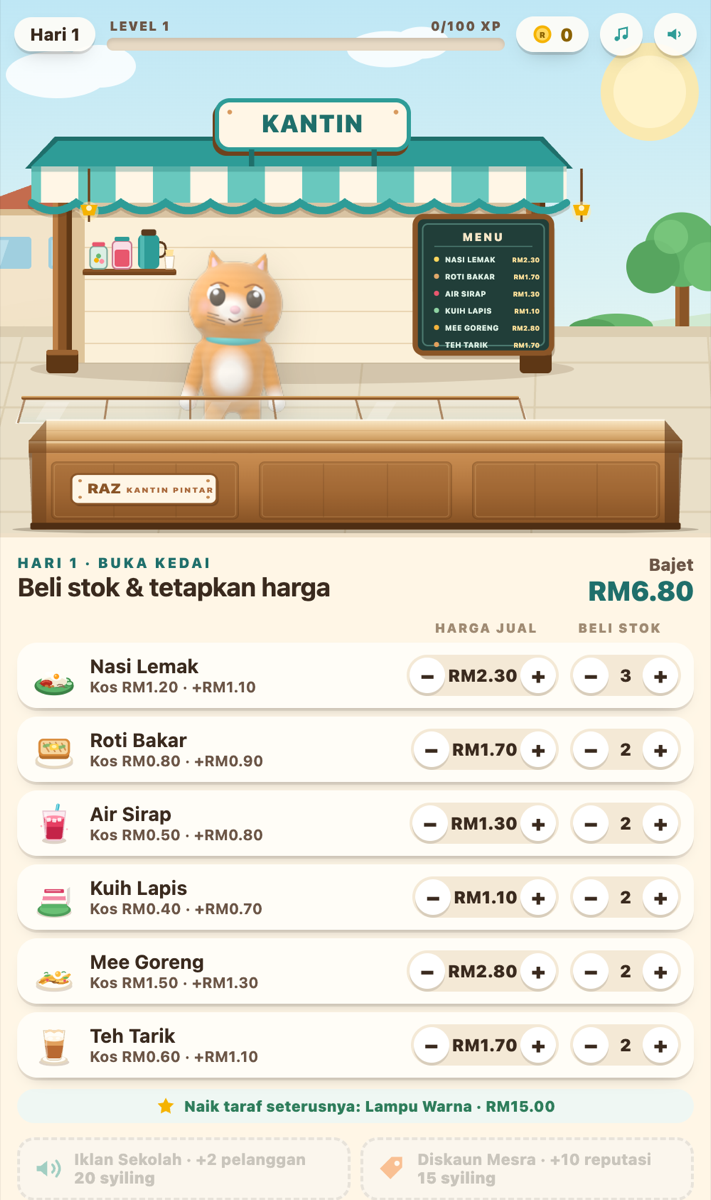 Hari 1
LEVEL 1
0/100 XP
R 0
KANTIN
MENU
NASI LEMAK RM2.30
ROTI BAKAR RM1.70
AIR SIRAP RM1.30
KUIH LAPIS RM1.10
MEE GORENG RM2.80
TEH TARIK RM1.70
RAZ KANTIN PINTAR
HARI 1 · BUKA KEDAI
Beli stok & tetapkan harga
Bajet
RM6.80
HARGA JUAL BELI STOK
Nasi Lemak
Kos RM1.20 · +RM1.10
− RM2.30 + − 3 +
Roti Bakar
Kos RM0.80 · +RM0.90
− RM1.70 + − 2 +
Air Sirap
Kos RM0.50 · +RM0.80
− RM1.30 + − 2 +
Kuih Lapis
Kos RM0.40 · +RM0.70
− RM1.10 + − 2 +
Mee Goreng
Kos RM1.50 · +RM1.30
− RM2.80 + − 2 +
Teh Tarik
Kos RM0.60 · +RM1.10
− RM1.70 + − 2 +
Naik taraf seterusnya: Lampu Warna · RM15.00
Iklan Sekolah · +2 pelanggan
20 syiling
Diskaun Mesra · +10 reputasi
15 syiling